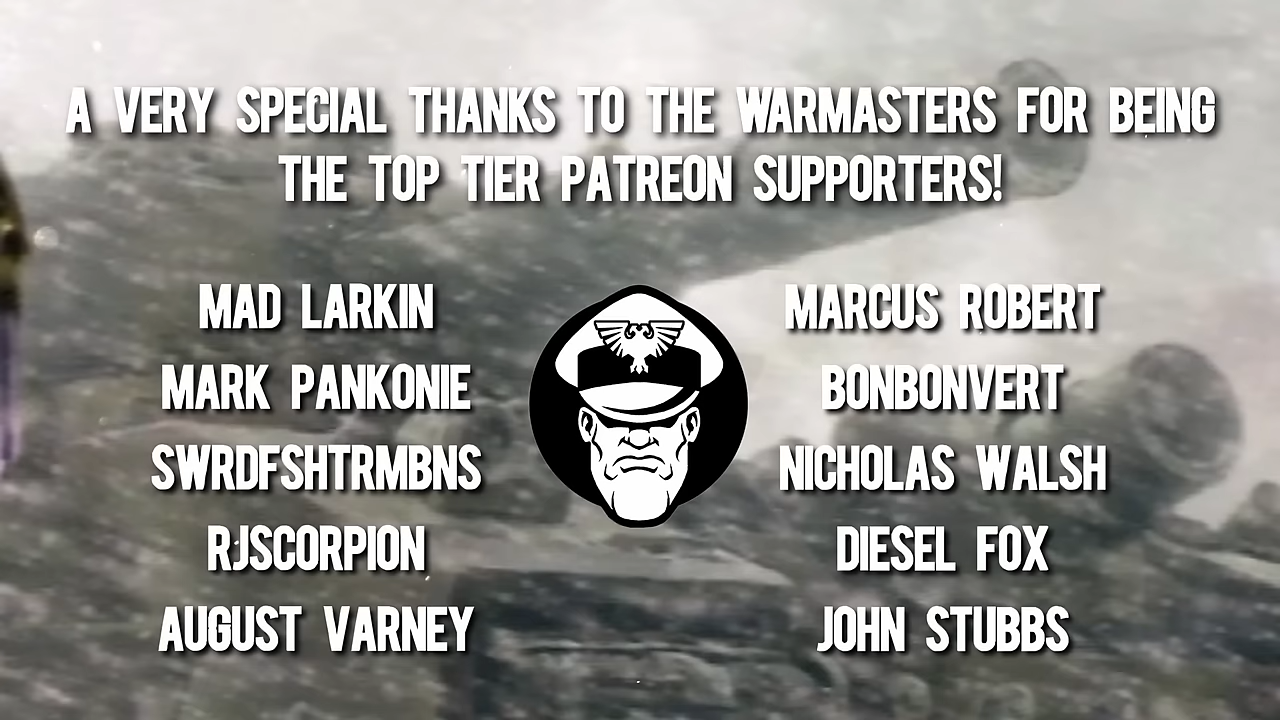 A VERY SPECIAL THANKS TO THE WARMASTERS FOR BEING
THE TOP TIER PATREON SUPPORTERS!
MAD LARKIN
MARK PANKONIE
SWRDFSHTRMBNS
RJSCORPION
AUGUST VARNEY
MARCUS ROBERT
BONBONVERT
NICHOLAS WALSH
DIESEL FOX
JOHN STUBBS